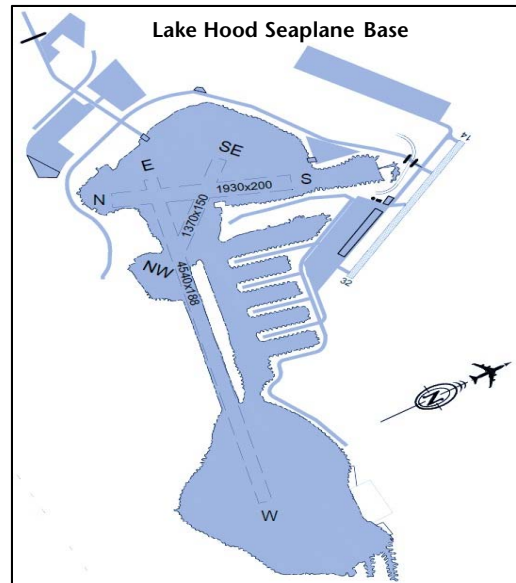 Lake Hood Seaplane Base
14
SE
E
S
1930x200
N
1370x150
NW
4540x188
32
N
W